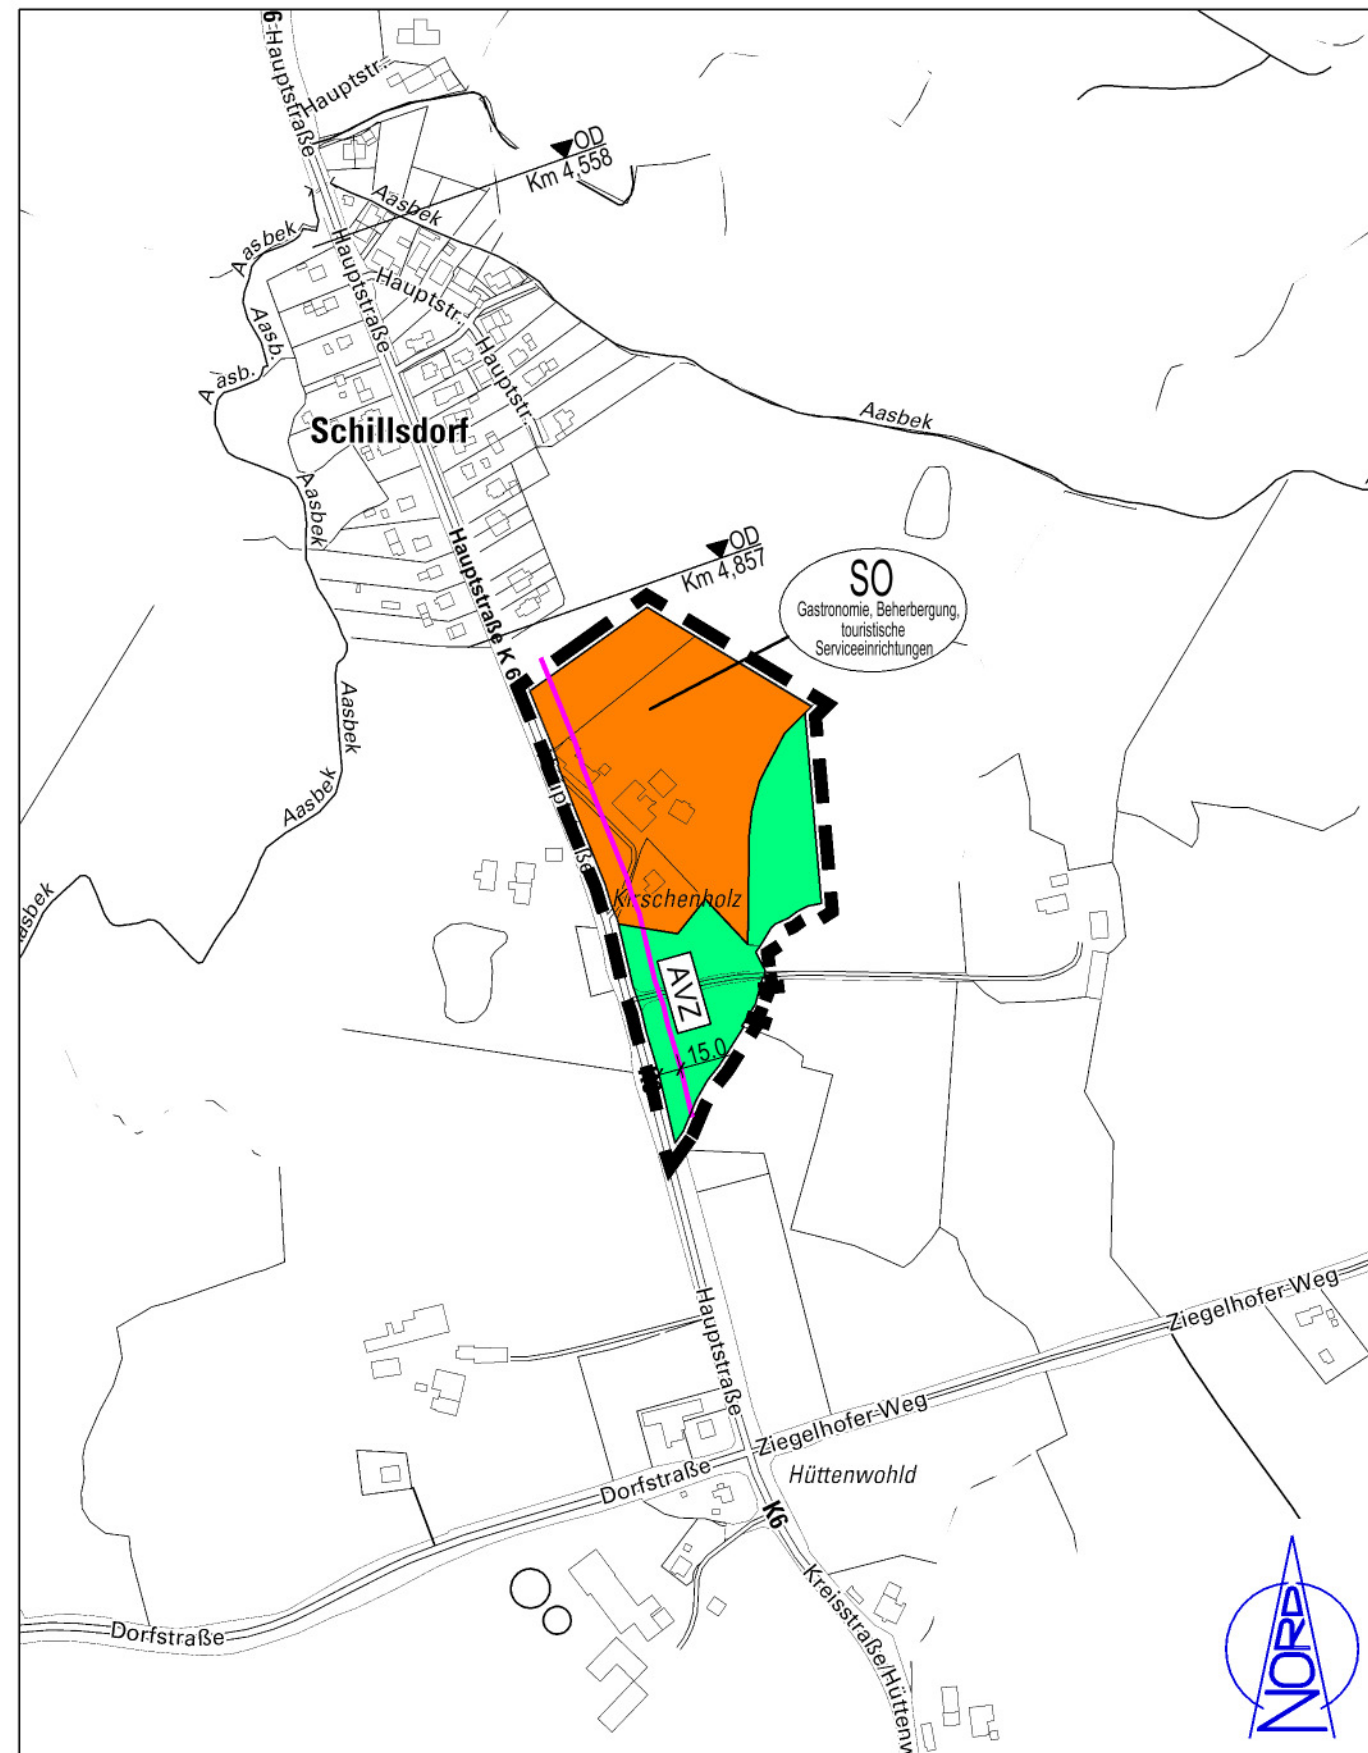 6
Hauptstraße
Hauptstr.
OD
Km 4,558
Aasbek
Aasbek
Hauptstraße
Hauptstr.
Aasb.
Aasb.
Hauptstr.
Aasbek
Schillsdorf
Aasbek
Hauptstraße K 6
OD
Km 4,857
SO
Gastronomie, Beherbergung,
touristische
Serviceeinrichtungen
Aasbek
Aasbek
Kirschenholz
aasbek
AVZ
15.0
Hauptstraße
Ziegelhofer-Weg
Ziegelhofer-Weg
Dorfstraße
Hüttenwohld
K6
Kreisstraße/Hüttenw
Dorfstraße
NORD